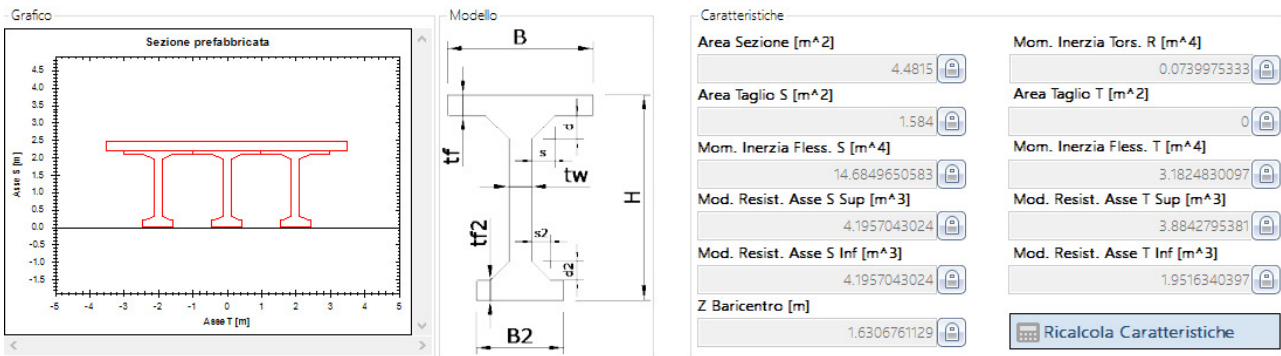 Grafico
Sezione prefabbricata
4.5
4.0
3.5
3.0
2.5
2.0
1.5
1.0
0.5
0.0
-0.5
-1.0
-1.5
Asse S [m]
-5 -4 -3 -2 -1 0 1 2 3 4 5
Asse T [m]
Modello
B
tf
d
s
tw
H
tf2
s2
d2
B2
Caratteristiche
Area Sezione [m^2]
4.4815
Mom. Inerzia Tors. R [m^4]
0.0739975333
Area Taglio S [m^2]
1.584
Area Taglio T [m^2]
0
Mom. Inerzia Fless. S [m^4]
14.6849650583
Mom. Inerzia Fless. T [m^4]
3.1824830097
Mod. Resist. Asse S Sup [m^3]
4.1957043024
Mod. Resist. Asse T Sup [m^3]
3.8842795381
Mod. Resist. Asse S Inf [m^3]
4.1957043024
Mod. Resist. Asse T Inf [m^3]
1.9516340397
Z Baricentro [m]
1.6306761129
Ricalcola Caratteristiche